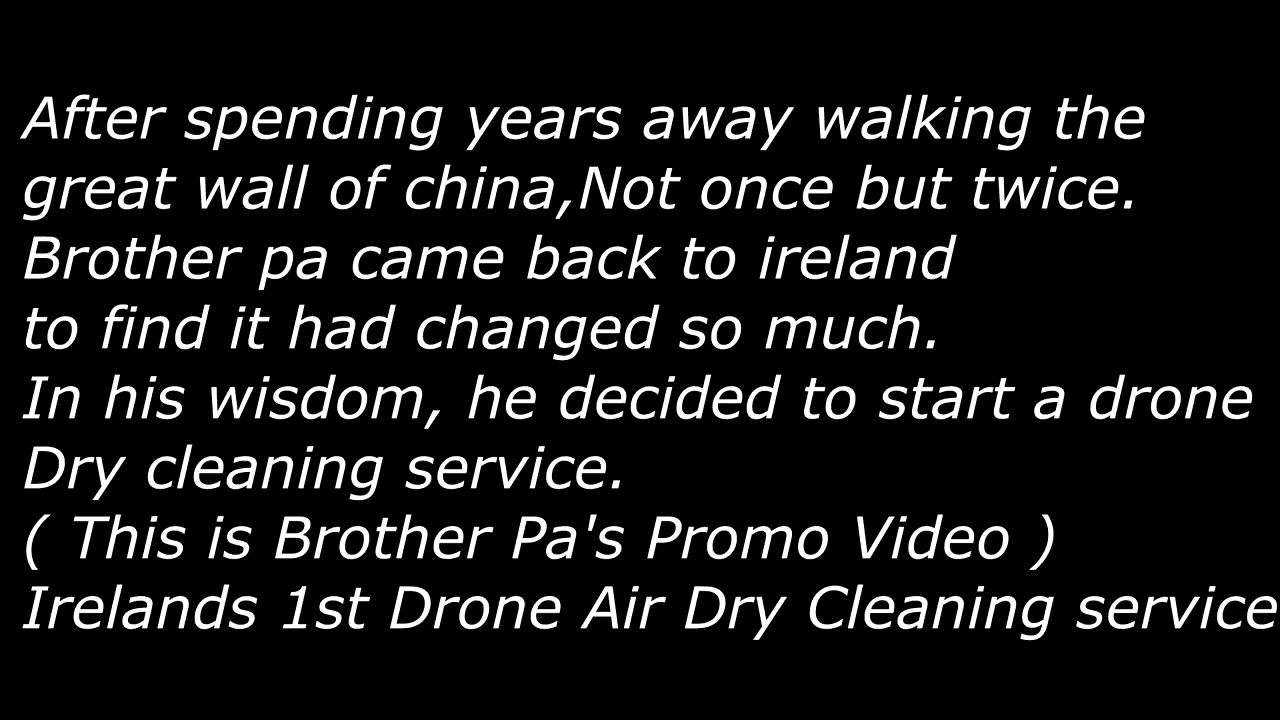 After spending years away walking the
great wall of china,Not once but twice.
Brother pa came back to ireland
to find it had changed so much.
In his wisdom, he decided to start a drone
Dry cleaning service.
( This is Brother Pa's Promo Video )
Irelands 1st Drone Air Dry Cleaning service